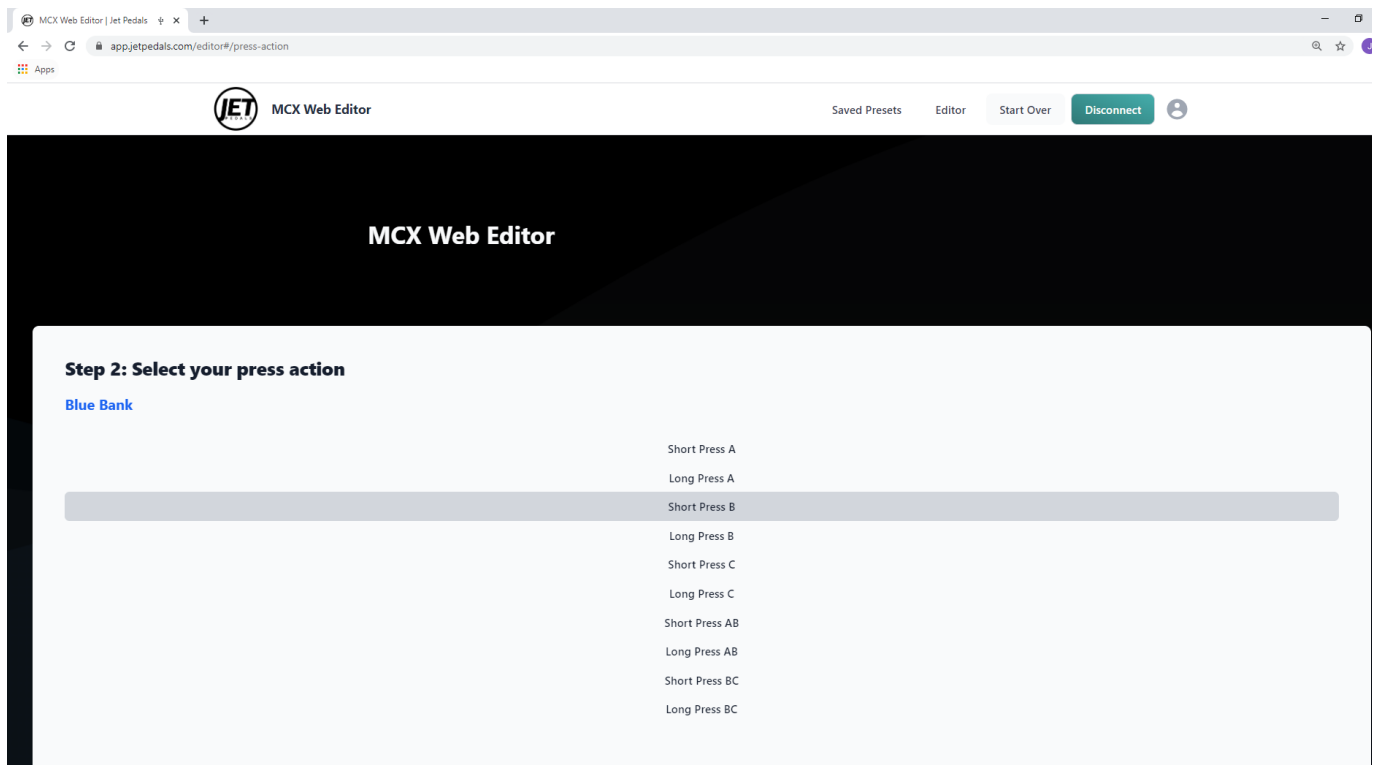 MCX Web Editor | Jet Pedals
app.jetpedals.com/editor#/press-action
Apps
JET
PEDALS
MCX Web Editor
Saved Presets
Editor
Start Over
Disconnect
MCX Web Editor
Step 2: Select your press action
Blue Bank
Short Press A
Long Press A
Short Press B
Long Press B
Short Press C
Long Press C
Short Press AB
Long Press AB
Short Press BC
Long Press BC